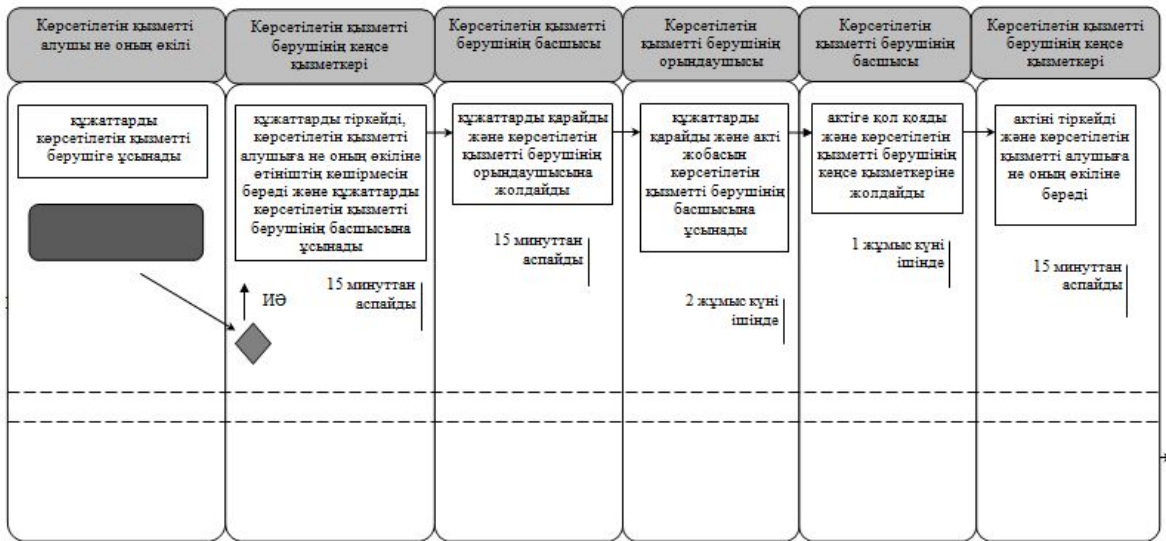 Көрсетілетін қызметті
алушы не оның өкілі
Көрсетілетін қызметті
берушінің кеңсе
қызметкері
Көрсетілетін қызметті
берушінің басшысы
Көрсетілетін
қызметті берушінің
орындаушысы
Көрсетілетін
қызметті берушінің
басшысы
Көрсетілетін қызметті
берушінің кеңсе
қызметкері
құжаттарды
көрсетілетін қызметті
берушіге ұсынады
құжаттарды тіркейді,
көрсетілетін қызметті
алушыға не оның өкіліне
өтініштің көшірмесін
береді және құжаттарды
көрсетілетін қызметті
берушінің басшысына
ұсынады
құжаттарды қарайды
және көрсетілетін
қызметті берушінің
орындаушысына
жолдайды
құжаттарды
қарайды және акті
жобасын
көрсетілетін
қызметті берушінің
басшысына
ұсынады
актіге қол қояды
және көрсетілетін
қызметті берушінің
кеңсе қызметкеріне
жолдайды
актіні тіркейді
және көрсетілетін
қызметті алушыға
не оның өкіліне
береді
15 минуттан
аспайды
1 жұмыс күні
ішінде
15 минуттан
аспайды
ИӘ
15 минуттан
аспайды
2 жұмыс күні
ішінде